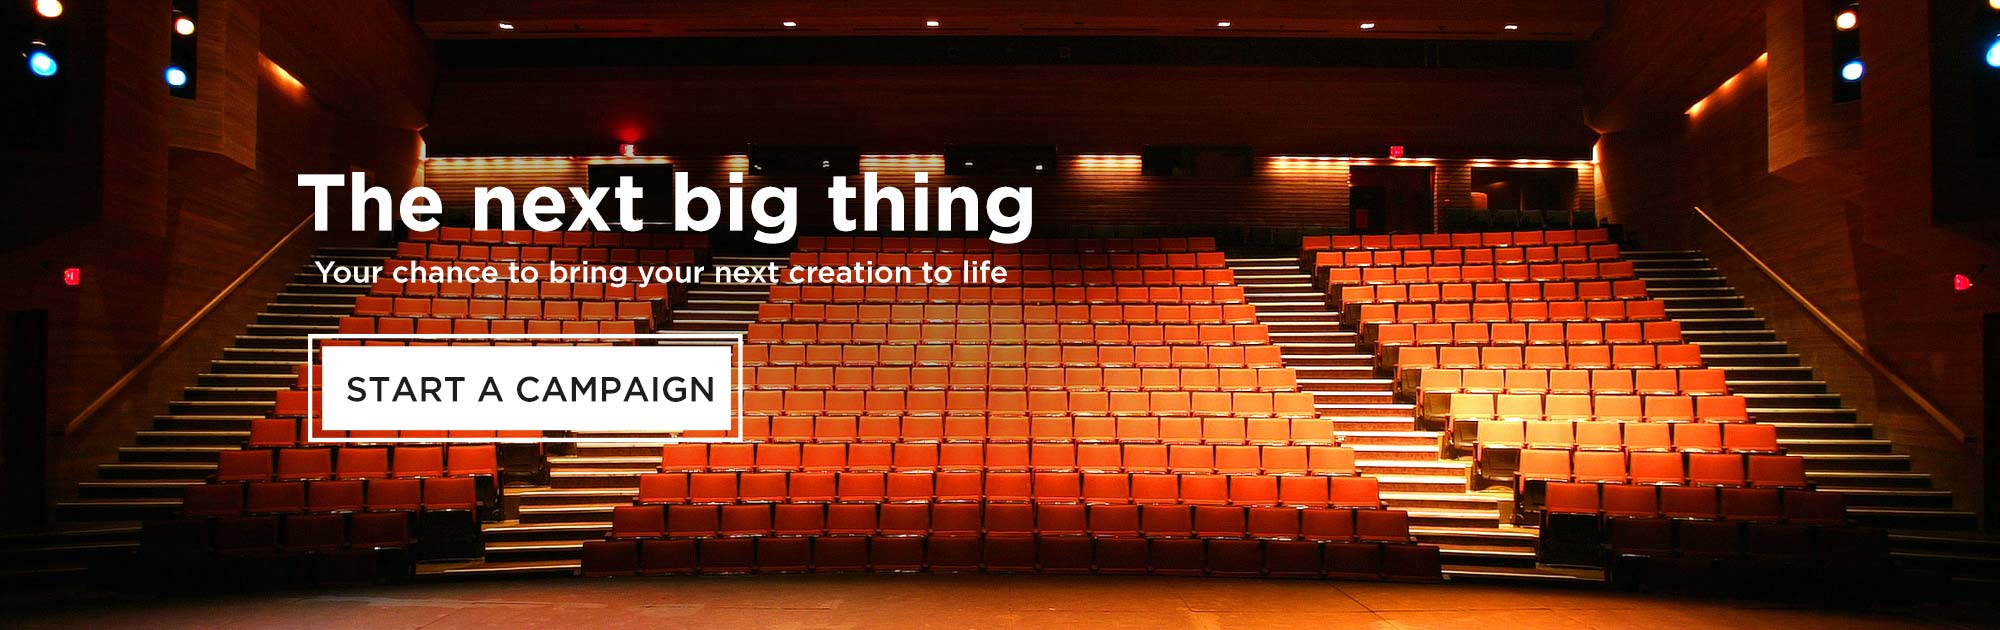 The next big thing
Your chance to bring your next creation to life
START A CAMPAIGN